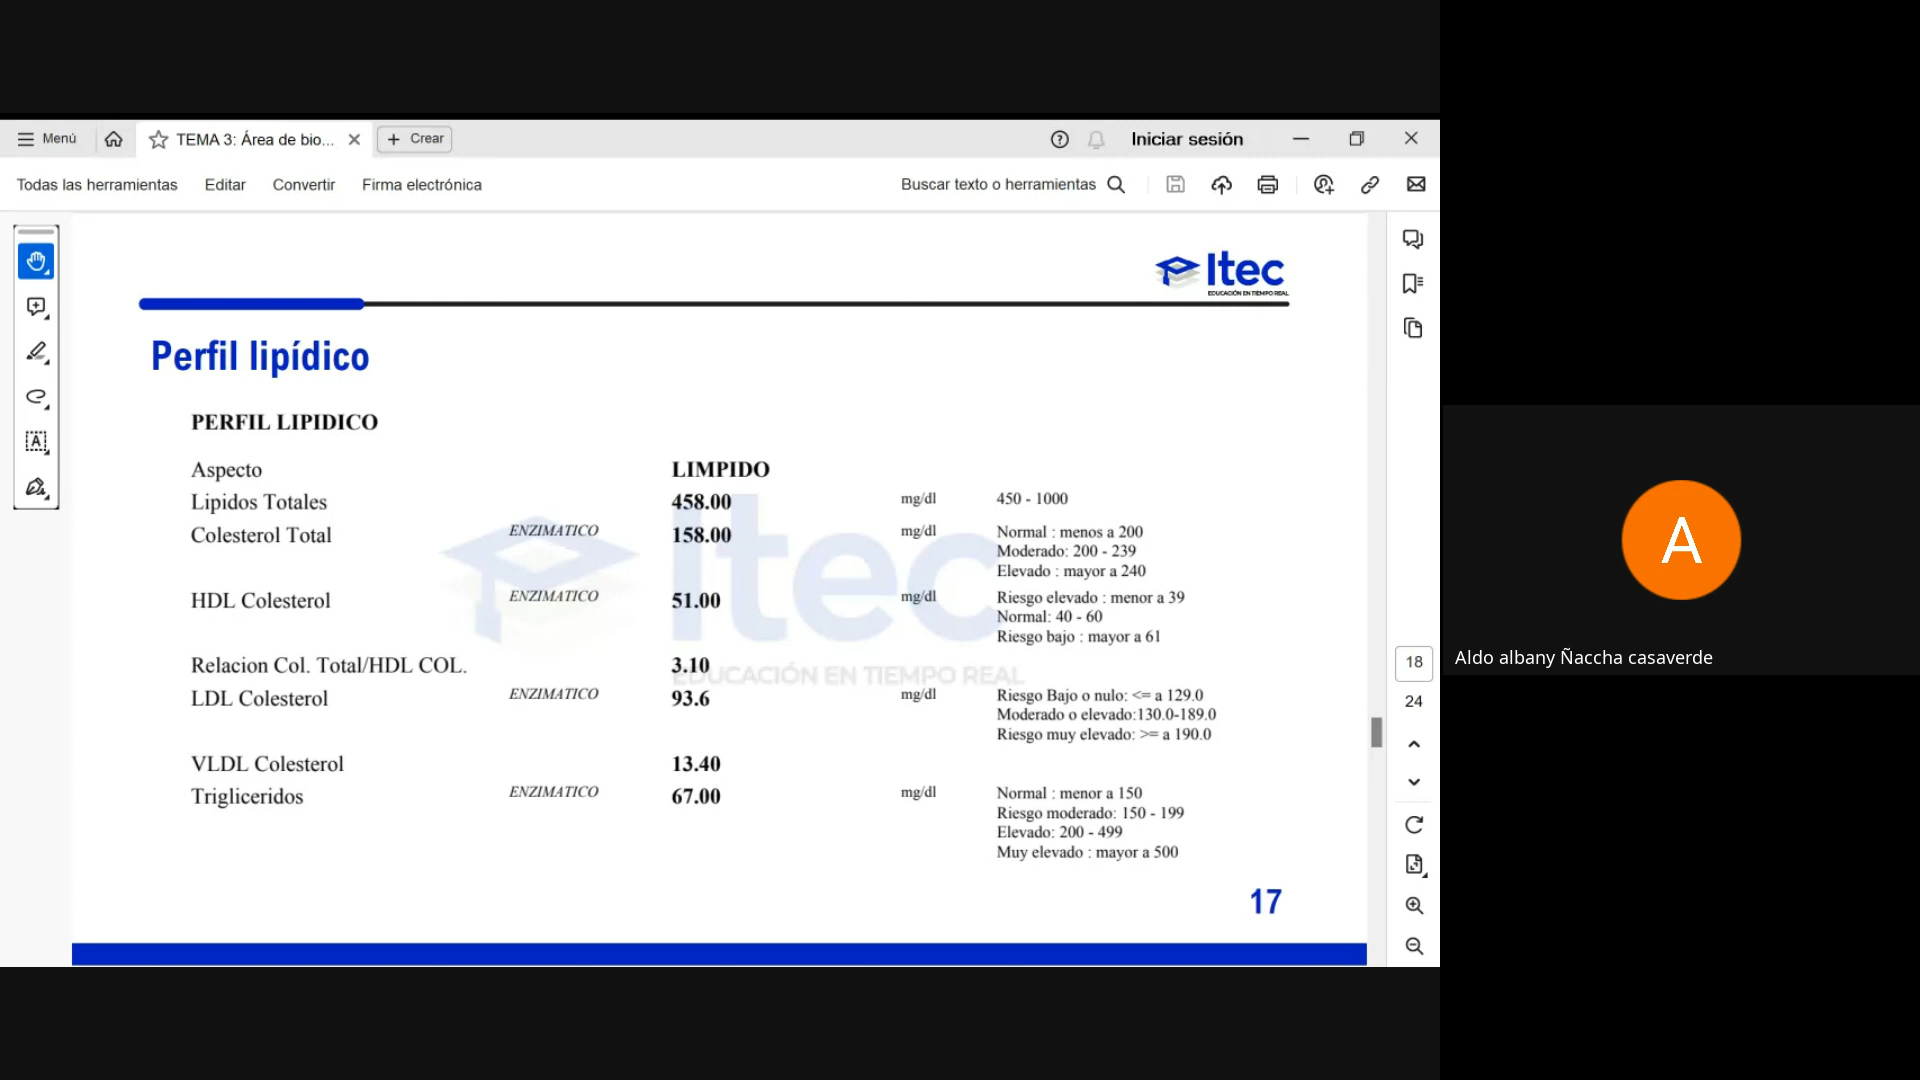 Menú
TEMA 3: Área de bio...
Crear
Iniciar sesión
Todas las herramientas
Editar
Convertir
Firma electrónica
Buscar texto o herramientas
Itec
EDUCACIÓN EN TIEMPO REAL
Perfil lipídico
PERFIL LIPIDICO
Aspecto LIMPIDO
Lipidos Totales 458.00 mg/dl 450 - 1000
Colesterol Total ENZIMATICO 158.00 mg/dl Normal : menos a 200
Moderado: 200 - 239
Elevado : mayor a 240
HDL Colesterol ENZIMATICO 51.00 mg/dl Riesgo elevado : menor a 39
Normal: 40 - 60
Riesgo bajo : mayor a 61
Relacion Col. Total/HDL COL. 3.10
LDL Colesterol ENZIMATICO 93.6 mg/dl Riesgo Bajo o nulo: <= a 129.0
Moderado o elevado:130.0-189.0
Riesgo muy elevado: >= a 190.0
VLDL Colesterol 13.40
Trigliceridos ENZIMATICO 67.00 mg/dl Normal : menor a 150
Riesgo moderado: 150 - 199
Elevado: 200 - 499
Muy elevado : mayor a 500
Itec
EDUCACIÓN EN TIEMPO REAL
17
18
24
A
Aldo albany Ñaccha casaverde